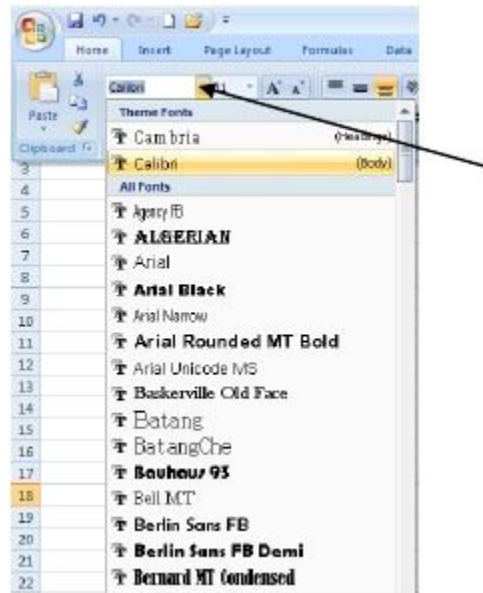 Home Insert Page Layout Formulas Data
Calibri 11 A A
Paste
Clipboard
Theme Fonts
Cambria (Headings)
Calibri (Body)
All Fonts
Agency FB
ALGERIAN
Arial
Arial Black
Arial Narrow
Arial Rounded MT Bold
Arial Unicode MS
Baskerville Old Face
Batang
BatangChe
Bauhaus 93
Bell MT
Berlin Sans FB
Berlin Sans FB Demi
Bernard MT Condensed
3
4
5
6
7
8
9
10
11
12
13
14
15
16
17
18
19
20
21
22